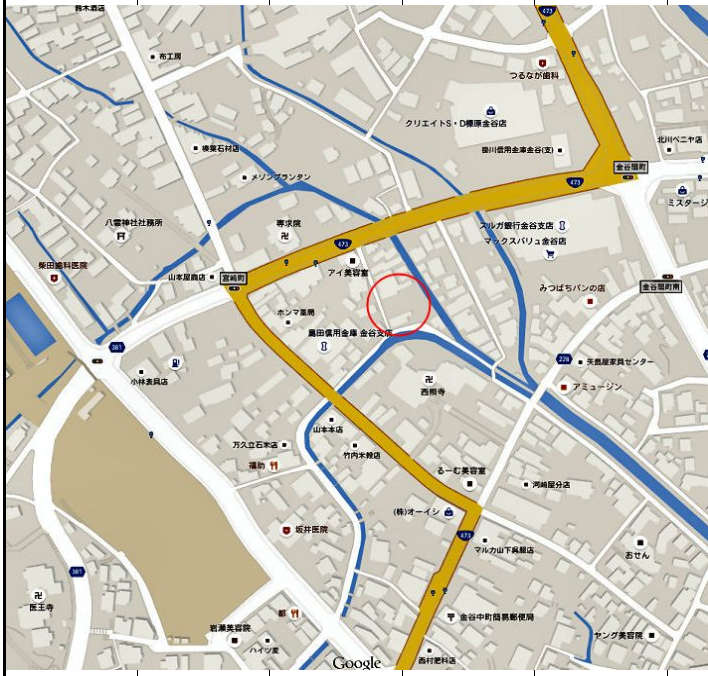 鈴木酒店
473
布工房
つるなが歯科
クリエイトS・D榛原金谷店
榛葉石材店
掛川信用金庫金谷(支)
北川ベニヤ店
金谷扇町
メゾンプランタン
473
ミスタージ
八雲神社社務所
専求院
スルガ銀行金谷支店
473
マックスバリュ金谷店
柴田歯科医院
アイ美容室
山本屋商店
宮崎町
みつばちパンの店
金谷扇町南
ホンマ薬局
島田信用金庫 金谷支店
381
228
矢島屋家具センター
小林表具店
西照寺
アミュージン
山本本店
万久立石米店
竹内米穀店
福助
るーむ美容室
河崎屋分店
(株)オーイシ
坂井医院
473
マルカ山下呉服店
おせん
381
医王寺
都
金谷中町簡易郵便局
岩瀬美容院
ヤング美容院
ハイツ星
西村肥料店
Google